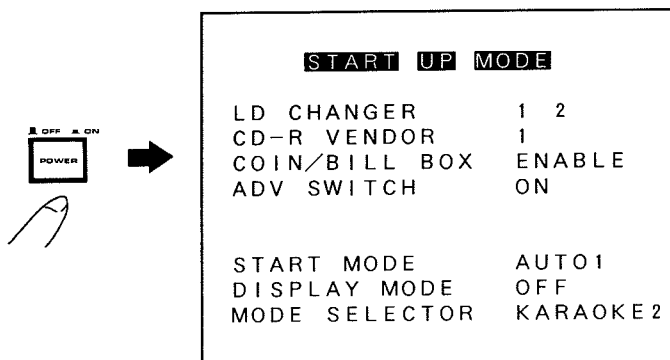 OFF ON
POWER
START UP MODE
LD CHANGER 1 2
CD-R VENDOR 1
COIN/BILL BOX ENABLE
ADV SWITCH ON
START MODE AUTO1
DISPLAY MODE OFF
MODE SELECTOR KARAOKE2